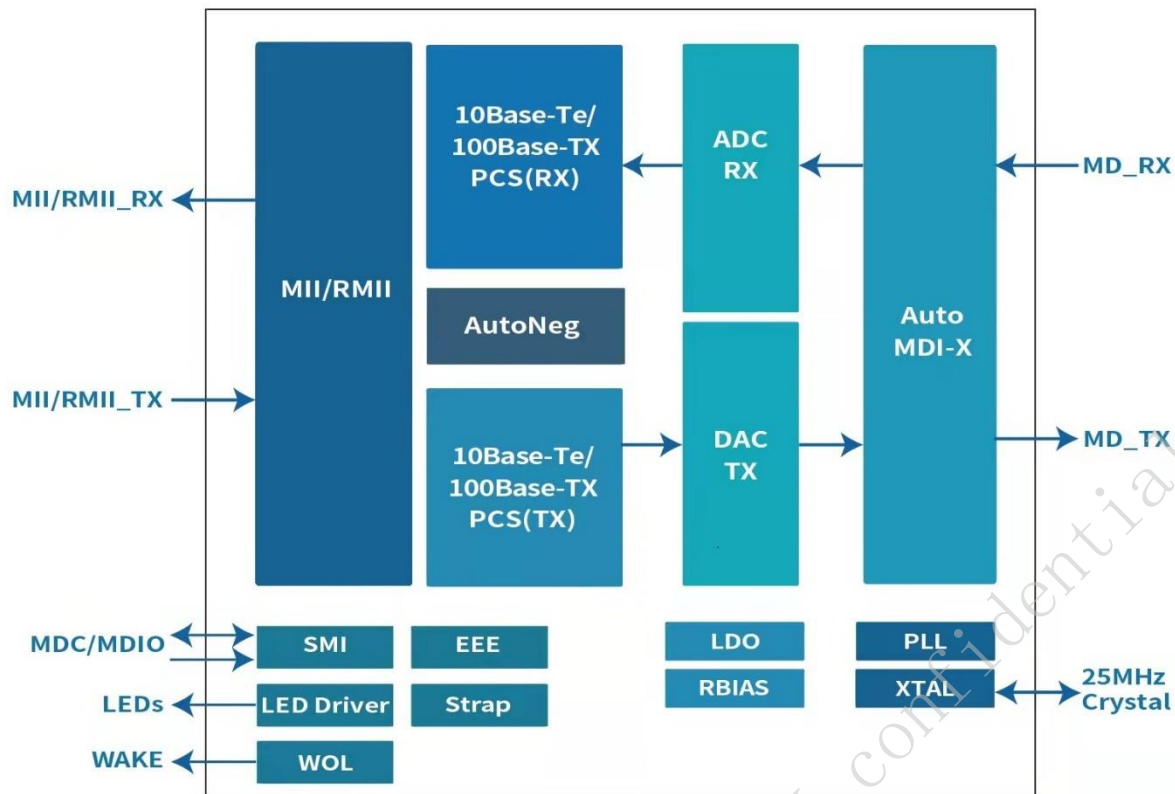 10Base-Te/
100Base-TX
PCS(RX)
ADC
RX
MD_RX
MII/RMII_RX
MII/RMII
AutoNeg
Auto
MDI-X
MII/RMII_TX
10Base-Te/
100Base-TX
PCS(TX)
DAC
TX
MD_TX
MDC/MDIO
SMI
EEE
LDO
PLL
LEDs
LED Driver
Strap
RBIAS
XTAL
25MHz
Crystal
WAKE
WOL
confidential